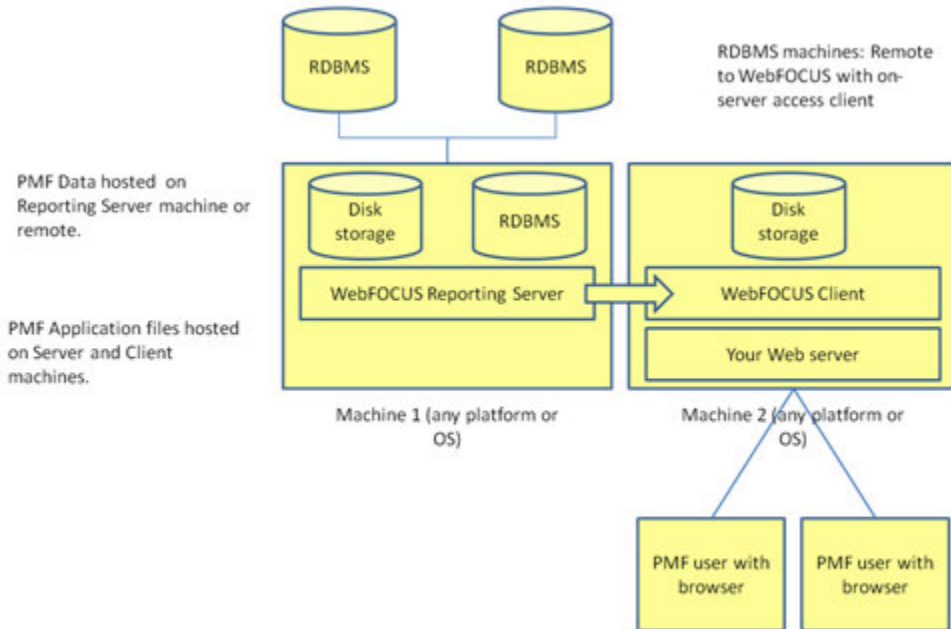 RDBMS
RDBMS
RDBMS machines: Remote
to WebFOCUS with on-
server access client
PMF Data hosted on
Reporting Server machine or
remote.
Disk
storage
RDBMS
Disk
storage
WebFOCUS Reporting Server
WebFOCUS Client
PMF Application files hosted
on Server and Client
machines.
Your Web server
Machine 1 (any platform or
OS)
Machine 2 (any platform or
OS)
PMF user with
browser
PMF user with
browser